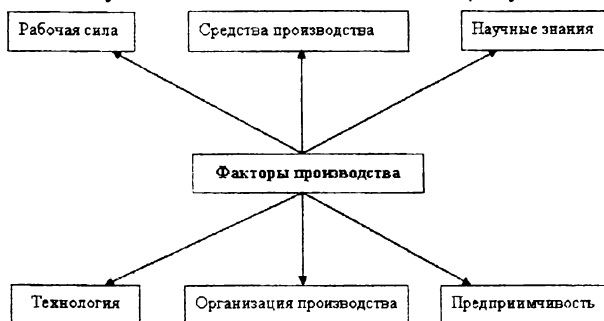 Рабочая сила
Средства производства
Научные знания
Факторы производства
Технология
Организация производства
Предприимчивость